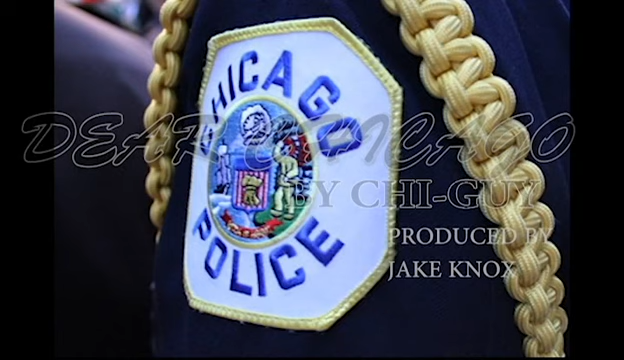 CHICAGO
POLICE
DEAR CHICAGO
BY CHI-GUY
PRODUCED BY
JAKE KNOX